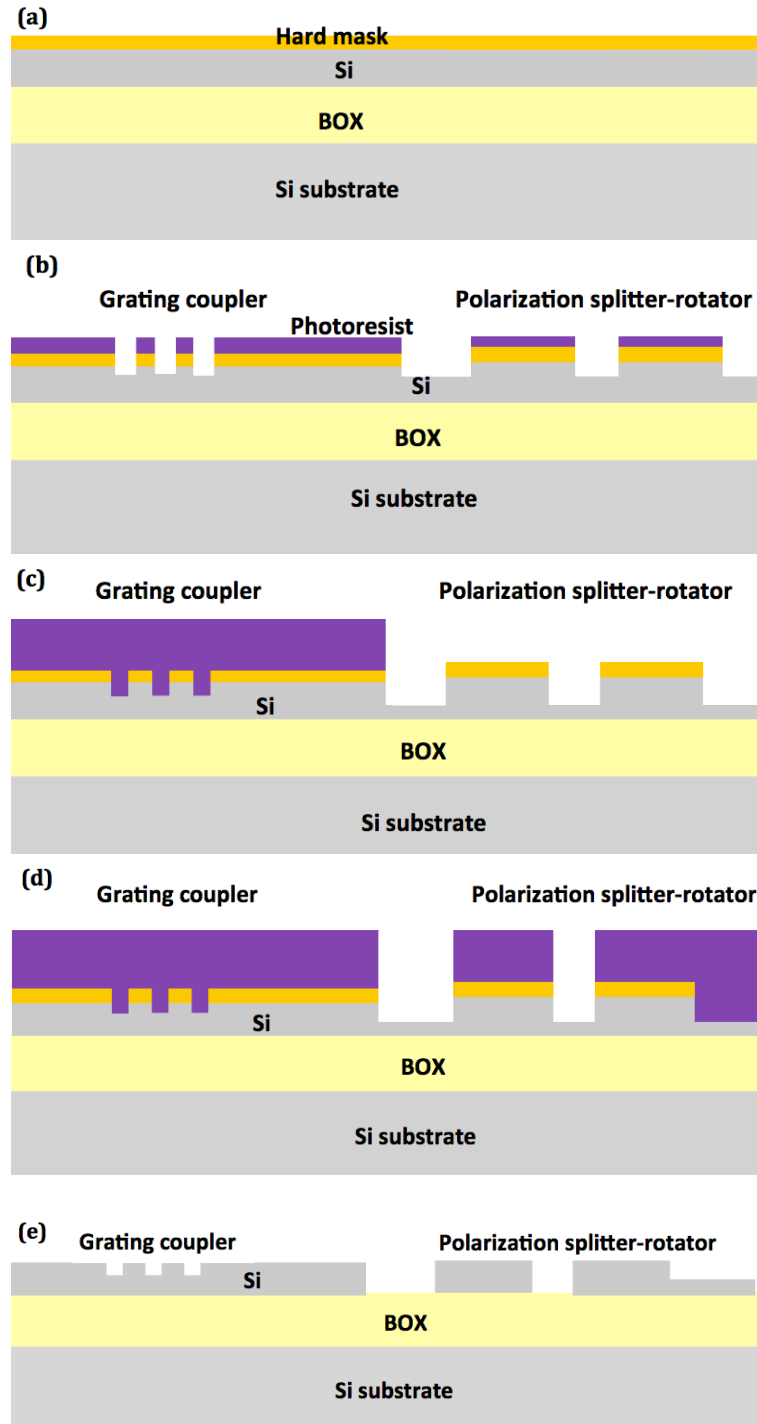 (a)
Hard mask
Si
BOX
Si substrate
(b)
Grating coupler
Polarization splitter-rotator
Photoresist
Si
BOX
Si substrate
(c)
Grating coupler
Polarization splitter-rotator
Si
BOX
Si substrate
(d)
Grating coupler
Polarization splitter-rotator
Si
BOX
Si substrate
(e)
Grating coupler
Polarization splitter-rotator
Si
BOX
Si substrate